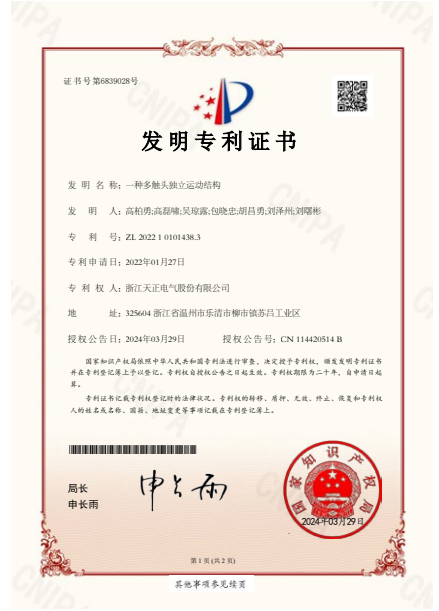 证书号第6839028号
发明专利证书
发 明 名 称：一种多触头独立运动结构
发 明 人：高柏勇;高磊啸;吴琼露;包晓忠;胡昌勇;刘泽州;刘曙彬
专 利 号：ZL 2022 1 0101438.3
专利申请日：2022年01月27日
专 利 权 人：浙江天正电气股份有限公司
地 址：325604 浙江省温州市乐清市柳市镇苏吕工业区
授权公告日：2024年03月29日 授权公告号：CN 114420514 B
国家知识产权局依照中华人民共和国专利法进行审查，决定授予专利权，颁发发明专利证书
并在专利登记簿上予以登记。专利权自授权公告之日起生效。专利权期限为二十年，自申请日起
算。
专利证书记载专利权登记时的法律状况。专利权的转移、质押、无效、终止、恢复和专利权
人的姓名或名称、国籍、地址变更等事项记载在专利登记簿上。
局长
申长雨
申长雨
国家知识产权局
2024年03月29日
第 1 页 (共 2 页)
其他事项参见续页
CNIPA
CNIPA
CNIPA